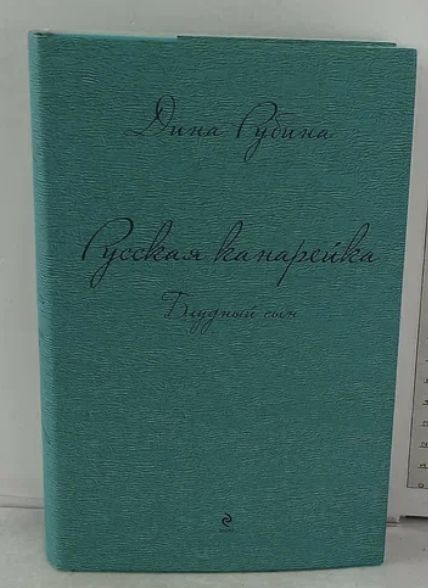 Дина Рубина
Русская канарейка
Блудный сын